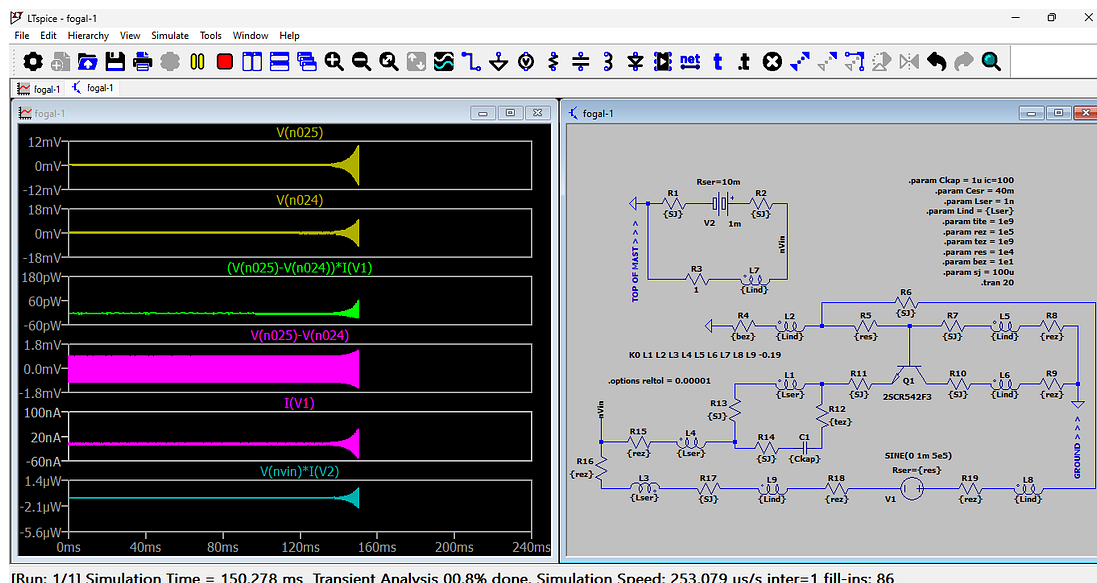 LTspice - fogal-1
File Edit Hierarchy View Simulate Tools Window Help
net t .t
fogal-1 fogal-1
fogal-1
V(n025)
12mV
0mV
-12mV
V(n024)
18mV
0mV
-18mV
(V(n025)-V(n024))*I(V1)
180pW
60pW
-60pW
V(n025)-V(n024)
1.8mV
0.0mV
-1.8mV
I(V1)
100nA
20nA
-60nA
V(nvin)*I(V2)
1.4µW
-2.1µW
-5.6µW
0ms 40ms 80ms 120ms 160ms 200ms 240ms
fogal-1
Rser=10m
R1 R2
{SJ} {SJ}
V2 1m
nVin
TOP OF MAST > > > >
R3 L7
1 {Lind}
.param Ckap = 1u ic=100
.param Cesr = 40m
.param Lser = 1n
.param Lind = {Lser}
.param tite = 1e9
.param rez = 1e5
.param tez = 1e9
.param res = 1e4
.param bez = 1e1
.param sj = 100u
.tran 20
R6
{SJ}
R4 L2 R5 R7 L5 R8
{bez} {Lind} {res} {SJ} {Lind} {rez}
K0 L1 L2 L3 L4 L5 L6 L7 L8 L9 -0.19
.options reltol = 0.00001
L1 R11 Q1 R10 L6 R9
{Lser} {SJ} 2SCR542F3 {SJ} {Lind} {rez}
R13
{SJ}
R12
{tez}
nVin
R15 L4 R14 C1
{rez} {Lser} {SJ} {Ckap}
R16
{rez}
SINE(0 1m 5e5)
Rser={res}
GROUND > > > >
L3 R17 L9 R18 V1 R19 L8
{Lser} {SJ} {Lind} {rez} {rez} {Lind}
[Run: 1/1] Simulation Time = 150.278 ms. Transient Analysis 00.8% done. Simulation Speed: 253.079 µs/s inter=1 fill-ins: 86